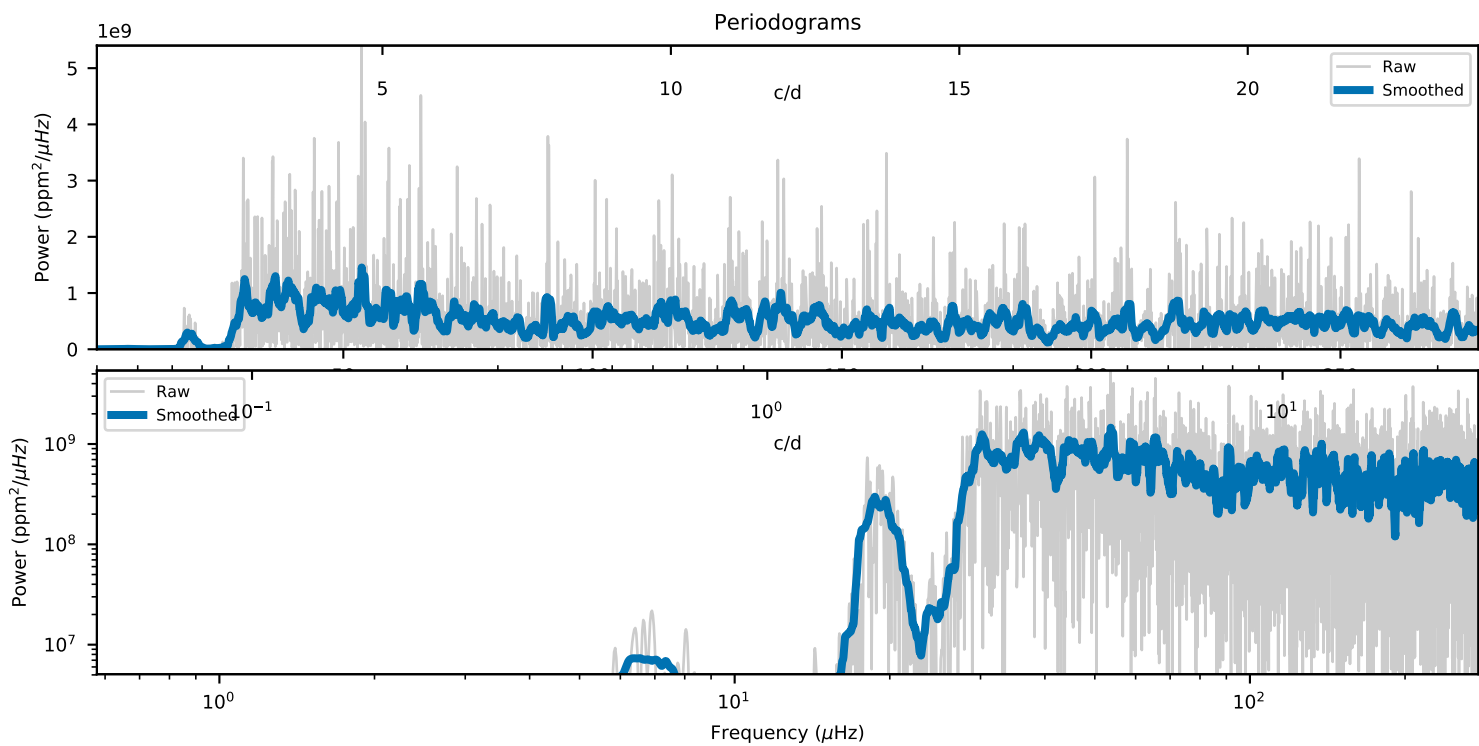 Periodograms
1e9
5
4
3
2
1
0
Power (ppm²/μHz)
5
10
15
20
c/d
Raw
Smoothed
Raw
Smoothed
10⁻¹
10⁰
10¹
c/d
10⁹
10⁸
10⁷
Power (ppm²/μHz)
10⁰
10¹
10²
Frequency (μHz)